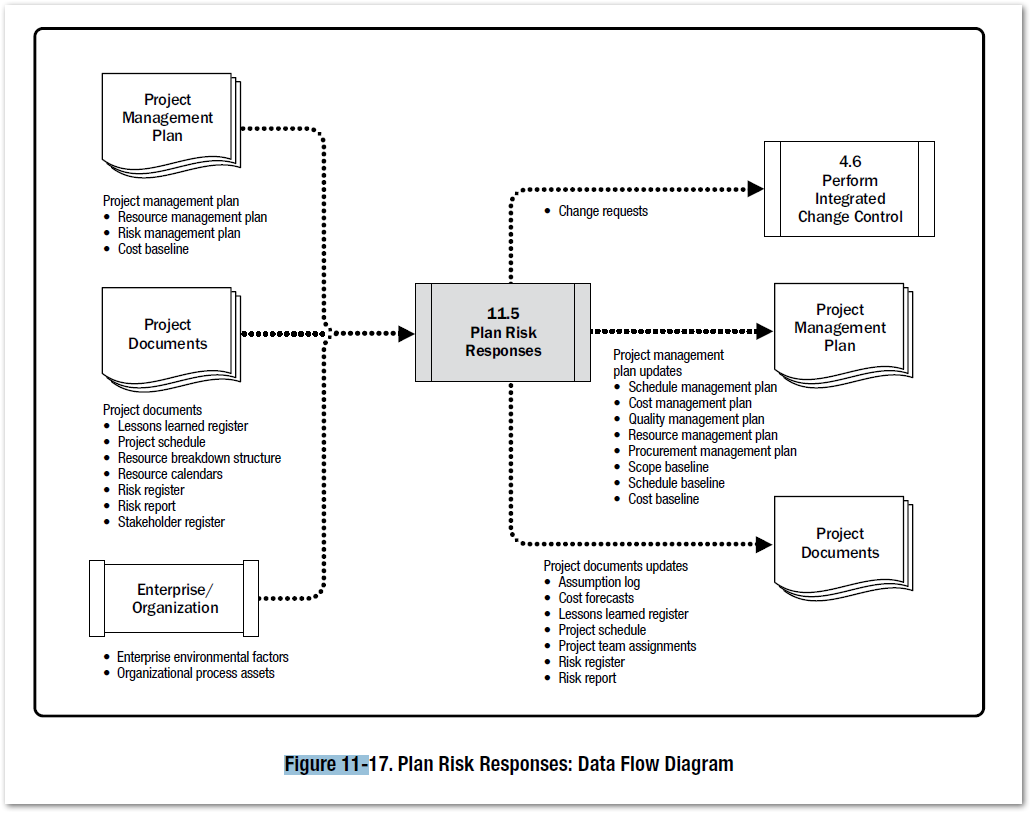 Project
Management
Plan
Project management plan
• Resource management plan
• Risk management plan
• Cost baseline
Project
Documents
Project documents
• Lessons learned register
• Project schedule
• Resource breakdown structure
• Resource calendars
• Risk register
• Risk report
• Stakeholder register
Enterprise/
Organization
• Enterprise environmental factors
• Organizational process assets
11.5
Plan Risk
Responses
• Change requests
4.6
Perform
Integrated
Change Control
Project
Management
Plan
Project management
plan updates
• Schedule management plan
• Cost management plan
• Quality management plan
• Resource management plan
• Procurement management plan
• Scope baseline
• Schedule baseline
• Cost baseline
Project
Documents
Project documents updates
• Assumption log
• Cost forecasts
• Lessons learned register
• Project schedule
• Project team assignments
• Risk register
• Risk report
Figure 11-17. Plan Risk Responses: Data Flow Diagram